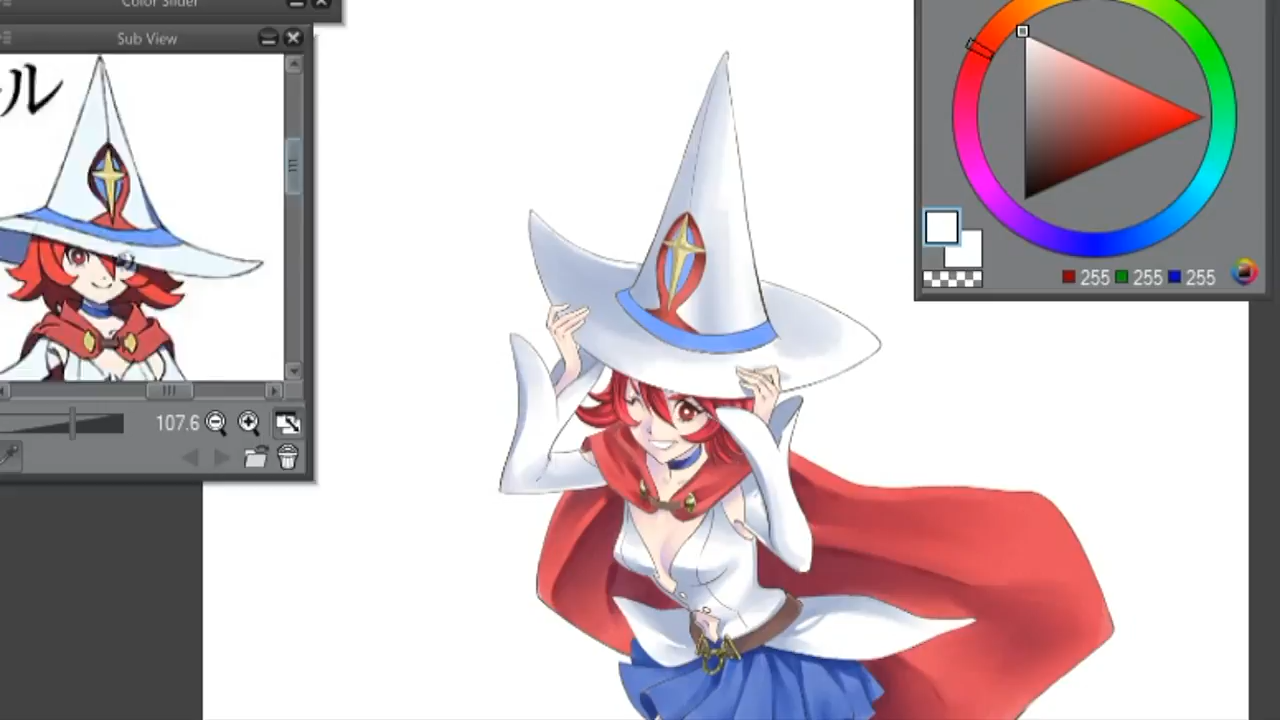 Color Slider
Sub View
ル
107.6
255 255 255